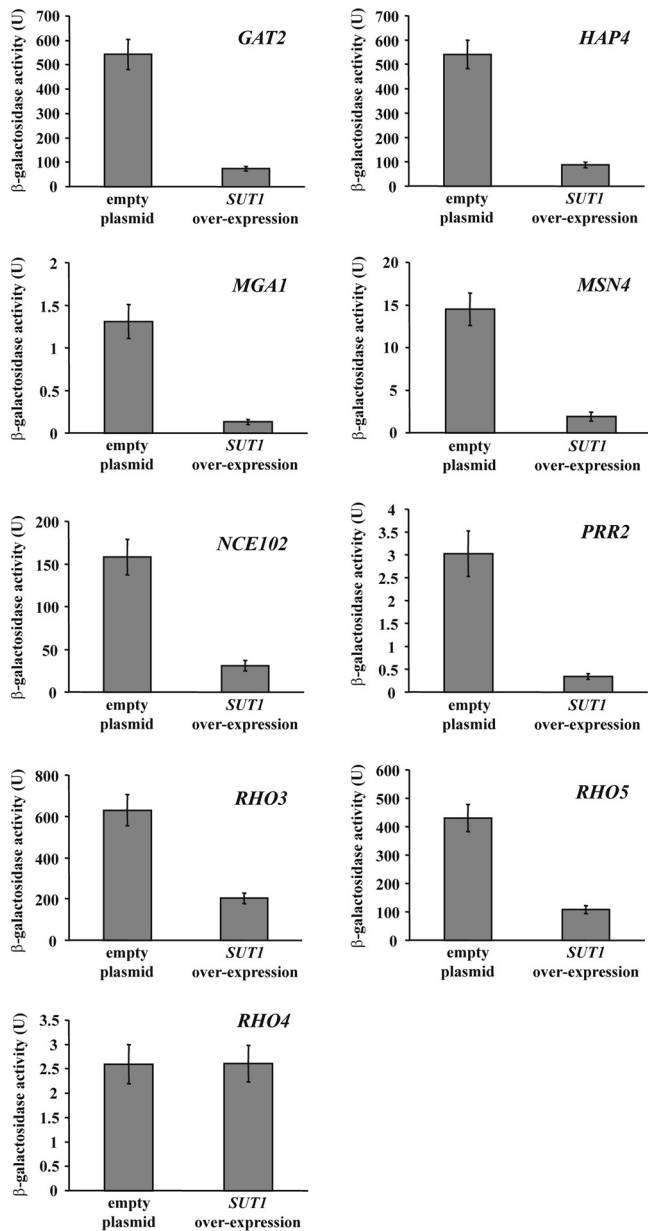 GAT2
β-galactosidase activity (U)
700
600
500
400
300
200
100
0
empty plasmid
SUT1 over-expression
HAP4
β-galactosidase activity (U)
700
600
500
400
300
200
100
0
empty plasmid
SUT1 over-expression
MGA1
β-galactosidase activity (U)
2
1.5
1
0.5
0
empty plasmid
SUT1 over-expression
MSN4
β-galactosidase activity (U)
20
15
10
5
0
empty plasmid
SUT1 over-expression
NCE102
β-galactosidase activity (U)
200
150
100
50
0
empty plasmid
SUT1 over-expression
PRR2
β-galactosidase activity (U)
4
3.5
3
2.5
2
1.5
1
0.5
0
empty plasmid
SUT1 over-expression
RHO3
β-galactosidase activity (U)
800
600
400
200
0
empty plasmid
SUT1 over-expression
RHO5
β-galactosidase activity (U)
600
500
400
300
200
100
0
empty plasmid
SUT1 over-expression
RHO4
β-galactosidase activity (U)
3.5
3
2.5
2
1.5
1
0.5
0
empty plasmid
SUT1 over-expression